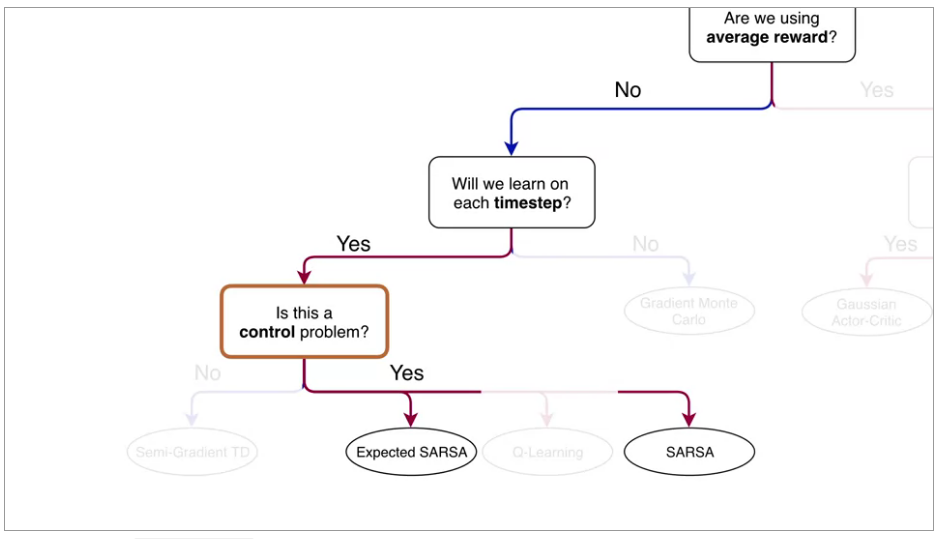 Are we using
average reward?
No
Yes
Will we learn on
each timestep?
Yes
No
Yes
Is this a
control problem?
Gradient Monte
Carlo
Gaussian
Actor-Critic
No
Yes
Semi-Gradient TD
Expected SARSA
Q-Learning
SARSA